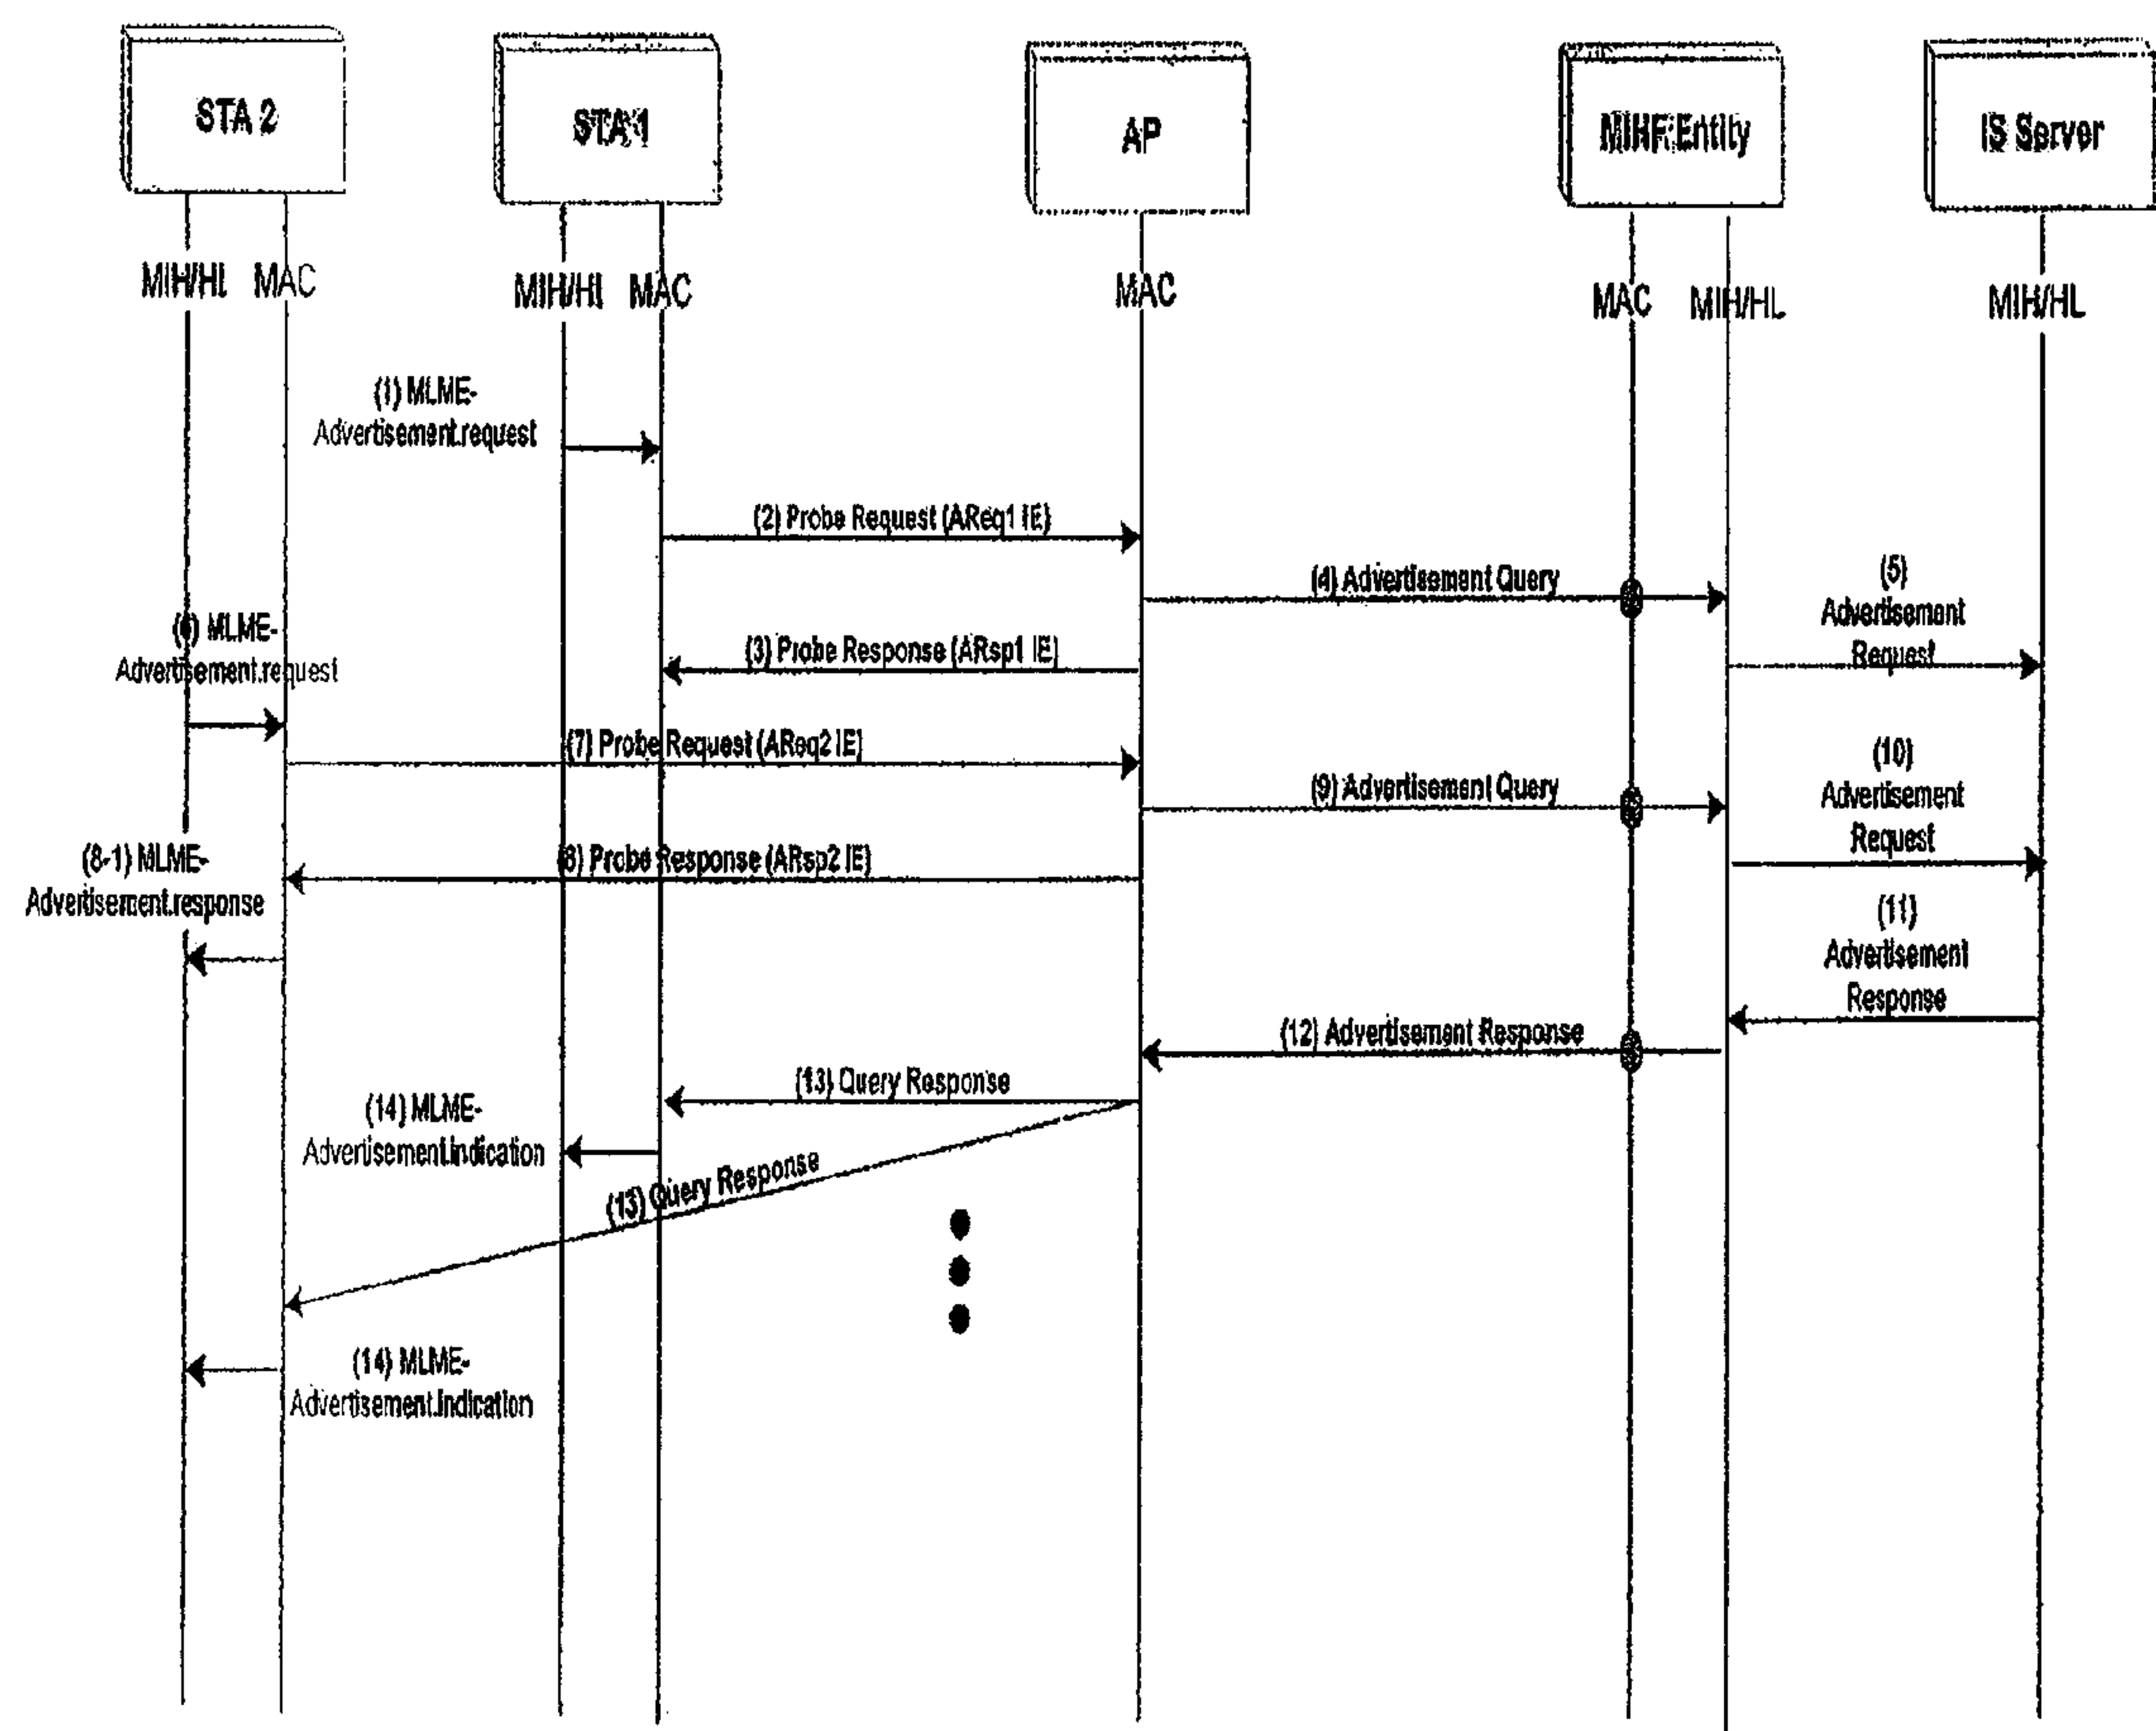 STA 2
STA 1
AP
MIHF Entity
IS Server
MIH/HL MAC
MIH/HL MAC
MAC
MAC MIH/HL
MIH/HL
(1) MLME-
Advertisement.request
(2) Probe Request (AReq1 IE)
(4) Advertisement Query
(5)
Advertisement
Request
(6) MLME-
Advertisement.request
(3) Probe Response (ARsp1 IE)
(7) Probe Request (AReq2 IE)
(9) Advertisement Query
(10)
Advertisement
Request
(8-1) MLME-
Advertisement.response
(8) Probe Response (ARsp2 IE)
(11)
Advertisement
Response
(12) Advertisement Response
(13) Query Response
(14) MLME-
Advertisement.indication
(13) Query Response
(14) MLME-
Advertisement.indication